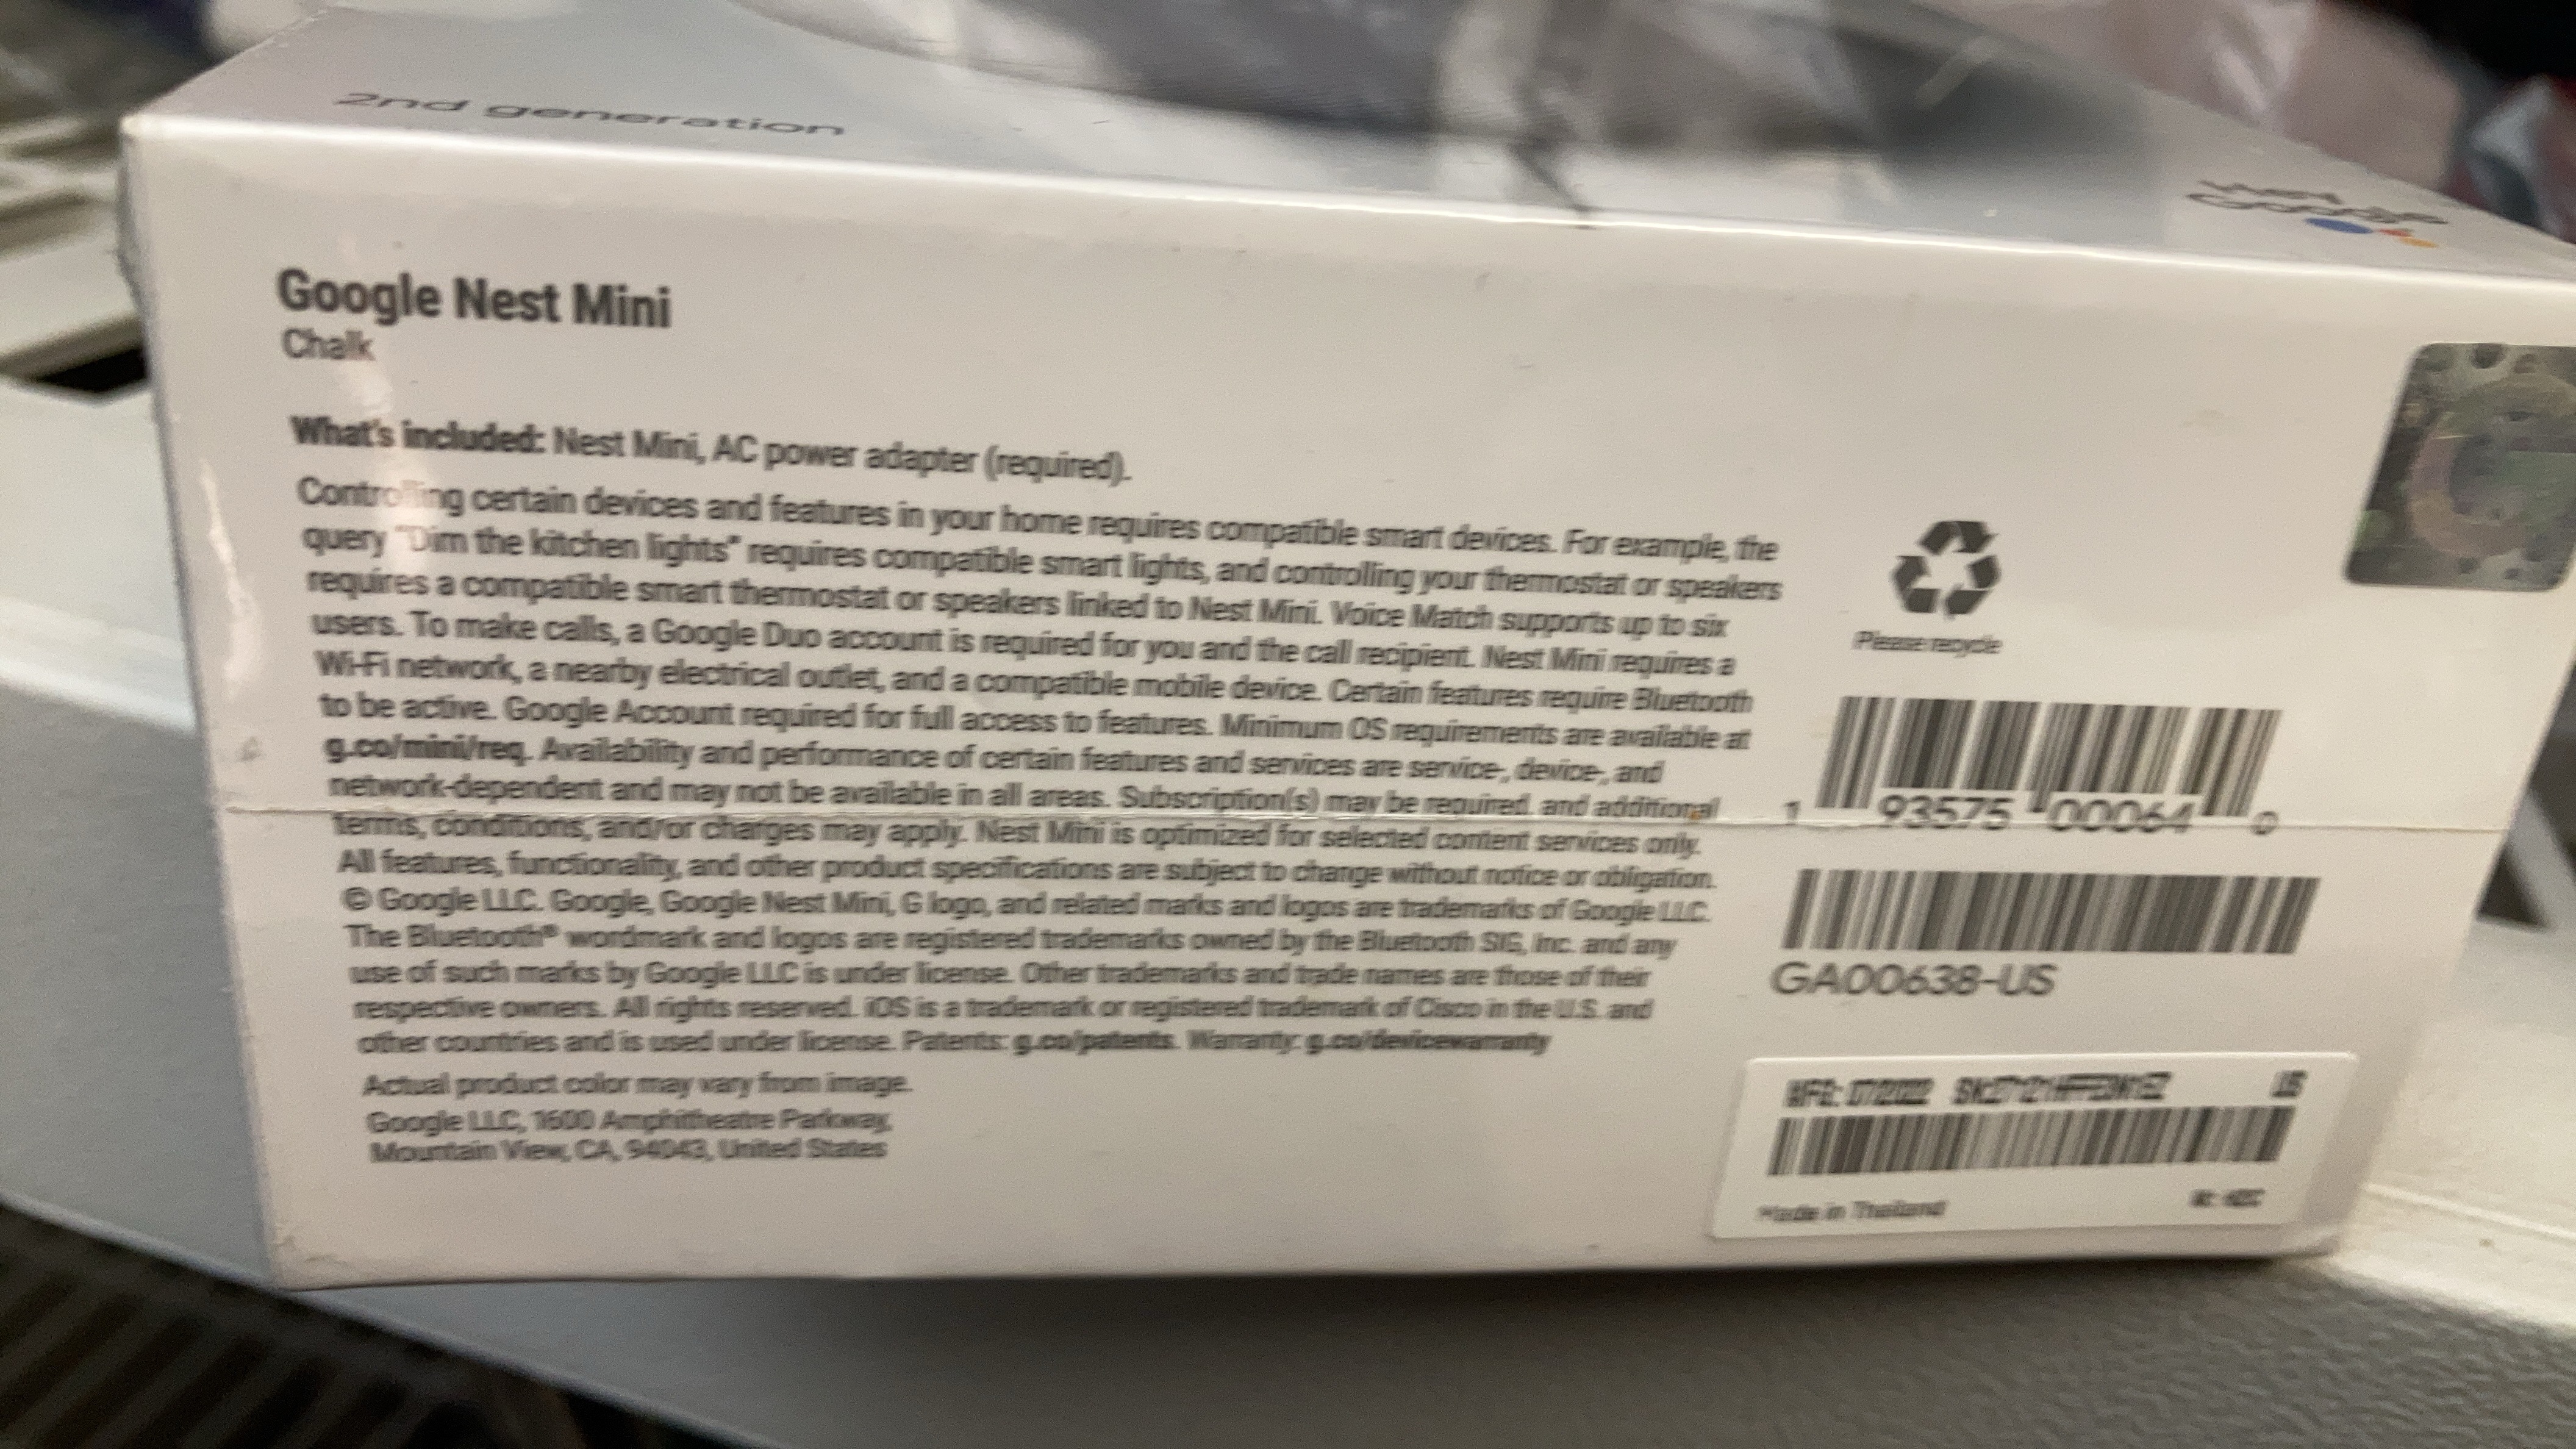 2nd generation
Hey
Google
Google Nest Mini
Chalk
What's included: Nest Mini, AC power adapter (required).
Controlling certain devices and features in your home requires compatible smart devices. For example, the
query "Dim the kitchen lights" requires compatible smart lights, and controlling your thermostat or speakers
requires a compatible smart thermostat or speakers linked to Nest Mini. Voice Match supports up to six
users. To make calls, a Google Duo account is required for you and the call recipient. Nest Mini requires a
Wi-Fi network, a nearby electrical outlet, and a compatible mobile device. Certain features require Bluetooth
to be active. Google Account required for full access to features. Minimum OS requirements are available at
g.co/mini/req. Availability and performance of certain features and services are service-, device-, and
network-dependent and may not be available in all areas. Subscription(s) may be required, and additional
terms, conditions, and/or charges may apply. Nest Mini is optimized for selected content services only.
All features, functionality, and other product specifications are subject to change without notice or obligation.
© Google LLC. Google, Google Nest Mini, G logo, and related marks and logos are trademarks of Google LLC.
The Bluetooth® wordmark and logos are registered trademarks owned by the Bluetooth SIG, Inc. and any
use of such marks by Google LLC is under license. Other trademarks and trade names are those of their
respective owners. All rights reserved. iOS is a trademark or registered trademark of Cisco in the U.S. and
other countries and is used under license. Patents: g.co/patents. Warranty: g.co/devicewarranty
Actual product color may vary from image.
Google LLC, 1600 Amphitheatre Parkway,
Mountain View, CA, 94043, United States
Please recycle
1 93575 00064 0
GA00638-US
MFG: 07/2022 US
Made in Thailand